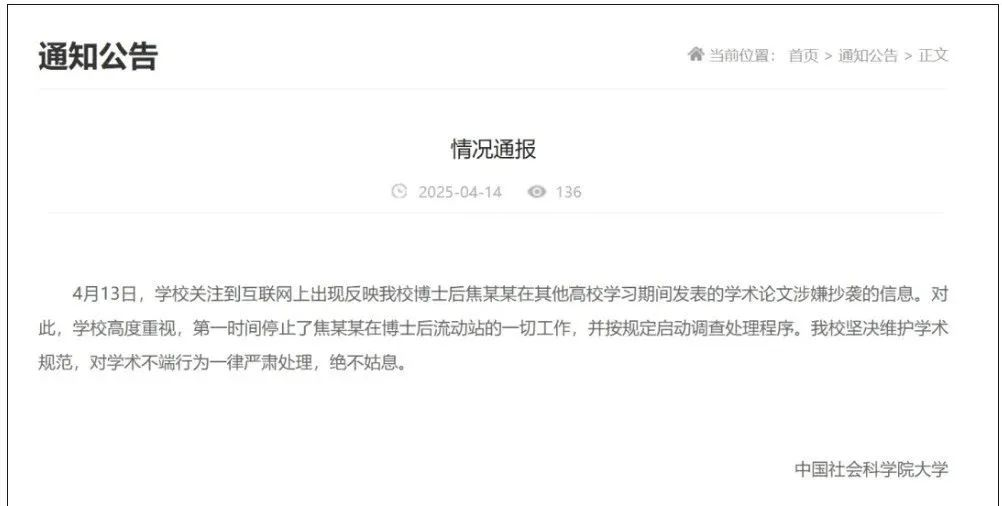 通知公告
当前位置： 首页 > 通知公告 > 正文
情况通报
2025-04-14 136
4月13日，学校关注到互联网上出现反映我校博士后焦某某在其他高校学习期间发表的学术论文涉嫌抄袭的信息。对
此，学校高度重视，第一时间停止了焦某某在博士后流动站的一切工作，并按规定启动调查处理程序。我校坚决维护学术
规范，对学术不端行为一律严肃处理，绝不姑息。
中国社会科学院大学